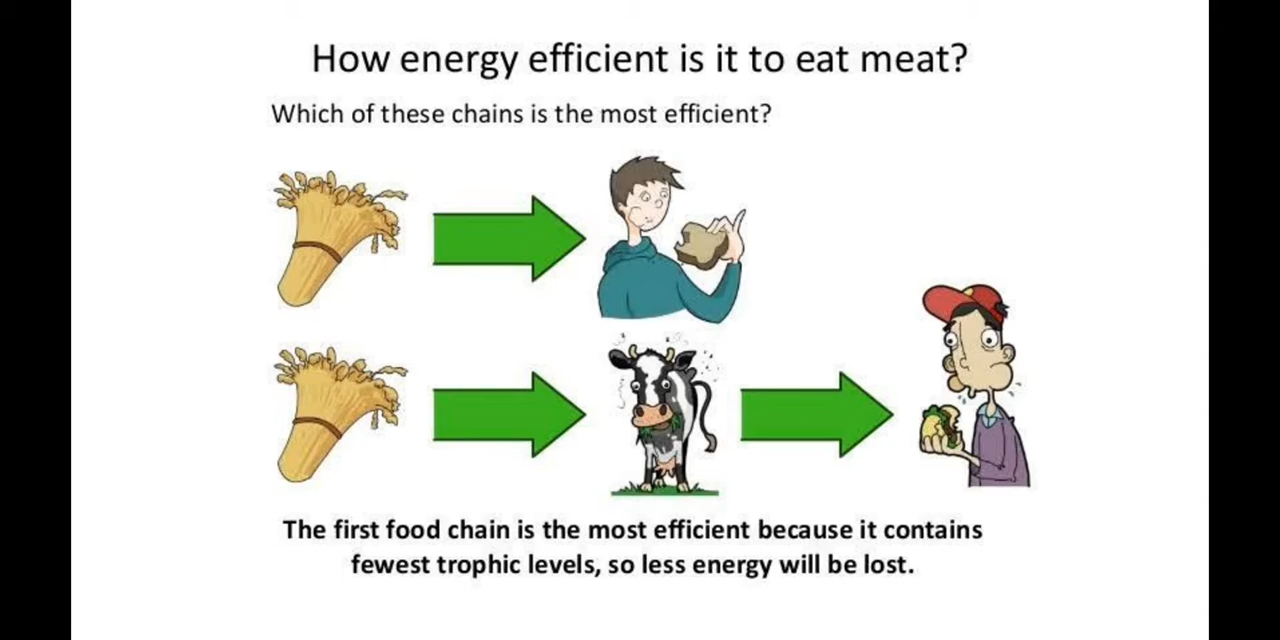 How energy efficient is it to eat meat?
Which of these chains is the most efficient?
The first food chain is the most efficient because it contains
fewest trophic levels, so less energy will be lost.